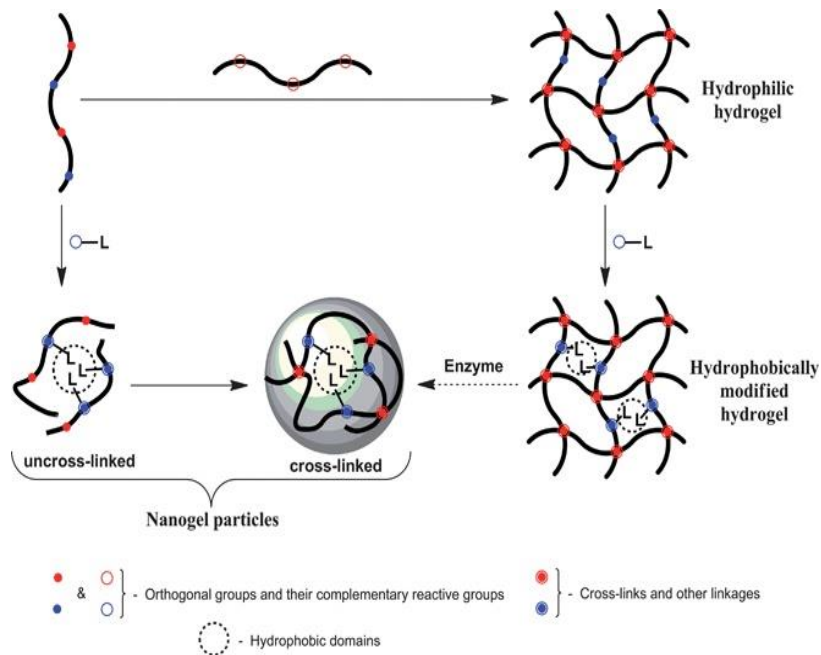 Hydrophilic
hydrogel
L
L
L
L
L
L
L
L
Enzyme
L
L
L
L
Hydrophobically
modified
hydrogel
uncross-linked
cross-linked
Nanogel particles
&
- Orthogonal groups and their complementary reactive groups
- Cross-links and other linkages
- Hydrophobic domains